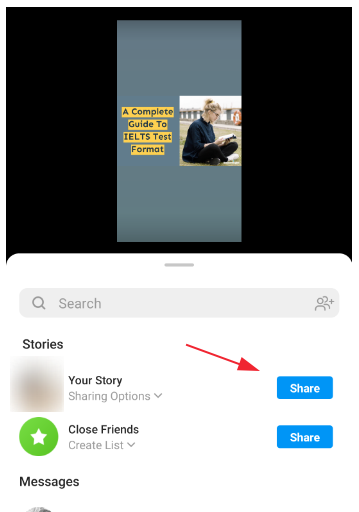 A Complete
Guide To
IELTS Test
Format
Search
Stories
Your Story
Sharing Options
Share
Close Friends
Create List
Share
Messages